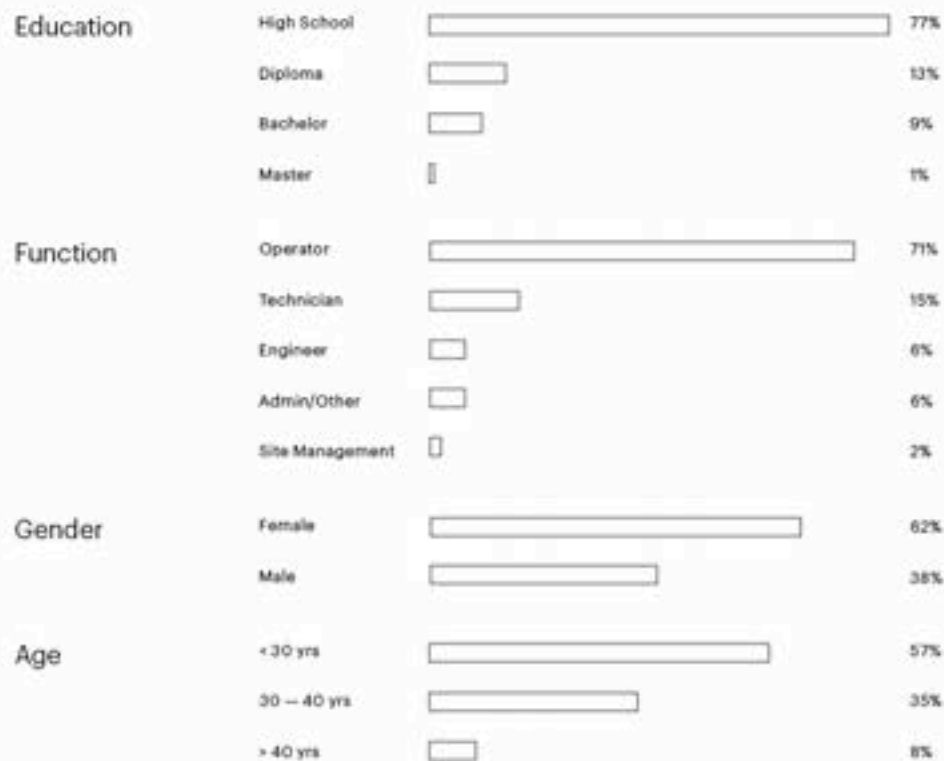 Education High School 77%
Diploma 13%
Bachelor 9%
Master 1%
Function Operator 71%
Technician 15%
Engineer 6%
Admin/Other 6%
Site Management 2%
Gender Female 62%
Male 38%
Age <30 yrs 57%
30 — 40 yrs 35%
> 40 yrs 8%